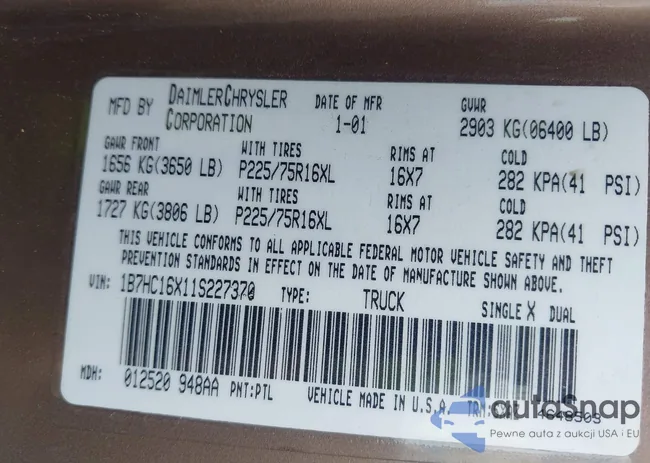 MFD BY DAIMLERCHRYSLER CORPORATION DATE OF MFR 1-01 GVWR 2903 KG(06400 LB)
GAWR FRONT WITH TIRES RIMS AT COLD
1656 KG(3650 LB) P225/75R16XL 16X7 282 KPA(41 PSI)
GAWR REAR WITH TIRES RIMS AT COLD
1727 KG(3806 LB) P225/75R16XL 16X7 282 KPA(41 PSI)
THIS VEHICLE CONFORMS TO ALL APPLICABLE FEDERAL MOTOR VEHICLE SAFETY AND THEFT
PREVENTION STANDARDS IN EFFECT ON THE DATE OF MANUFACTURE SHOWN ABOVE.
VIN: 1B7HC16X11S227370 TYPE: TRUCK SINGLE X DUAL
MDH: 012520 948AA PNT:PTL VEHICLE MADE IN U.S.A. TRM: 4648503
autoSnap
Pewne auta z aukcji USA i EU